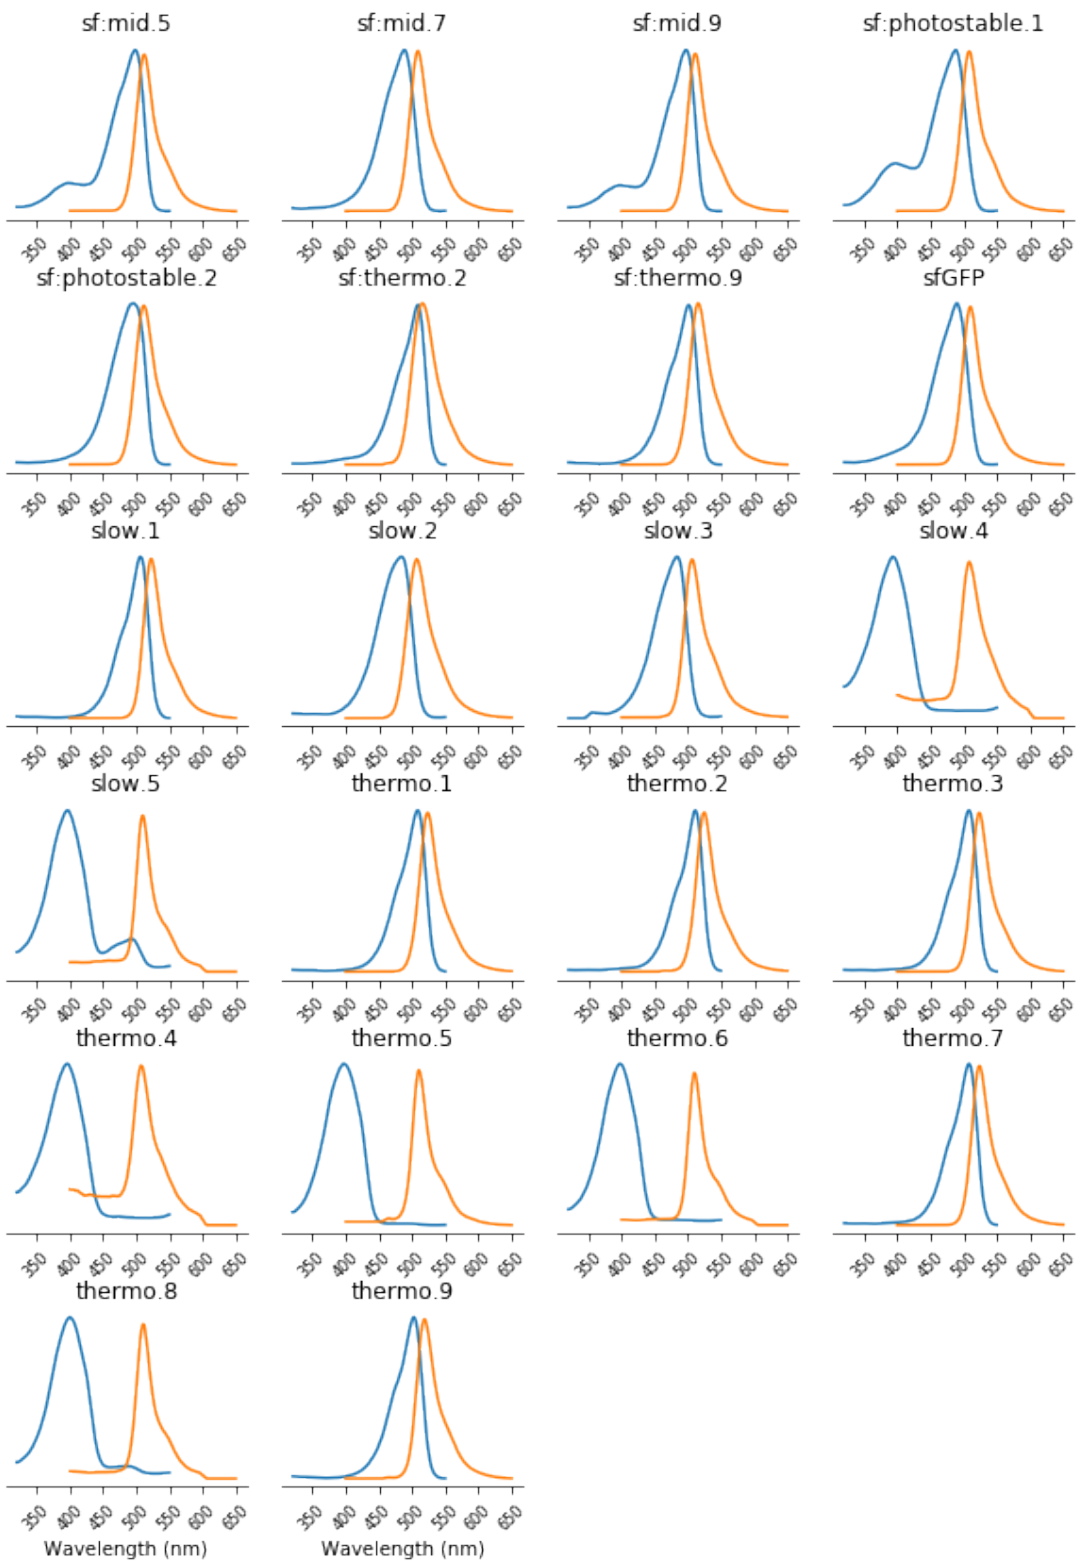 sf:mid.5 sf:mid.7 sf:mid.9 sf:photostable.1
350 400 450 500 550 600 650 350 400 450 500 550 600 650 350 400 450 500 550 600 650 350 400 450 500 550 600 650
sf:photostable.2 sf:thermo.2 sf:thermo.9 sfGFP
350 400 450 500 550 600 650 350 400 450 500 550 600 650 350 400 450 500 550 600 650 350 400 450 500 550 600 650
slow.1 slow.2 slow.3 slow.4
350 400 450 500 550 600 650 350 400 450 500 550 600 650 350 400 450 500 550 600 650 350 400 450 500 550 600 650
slow.5 thermo.1 thermo.2 thermo.3
350 400 450 500 550 600 650 350 400 450 500 550 600 650 350 400 450 500 550 600 650 350 400 450 500 550 600 650
thermo.4 thermo.5 thermo.6 thermo.7
350 400 450 500 550 600 650 350 400 450 500 550 600 650 350 400 450 500 550 600 650 350 400 450 500 550 600 650
thermo.8 thermo.9
350 400 450 500 550 600 650 350 400 450 500 550 600 650
Wavelength (nm) Wavelength (nm)